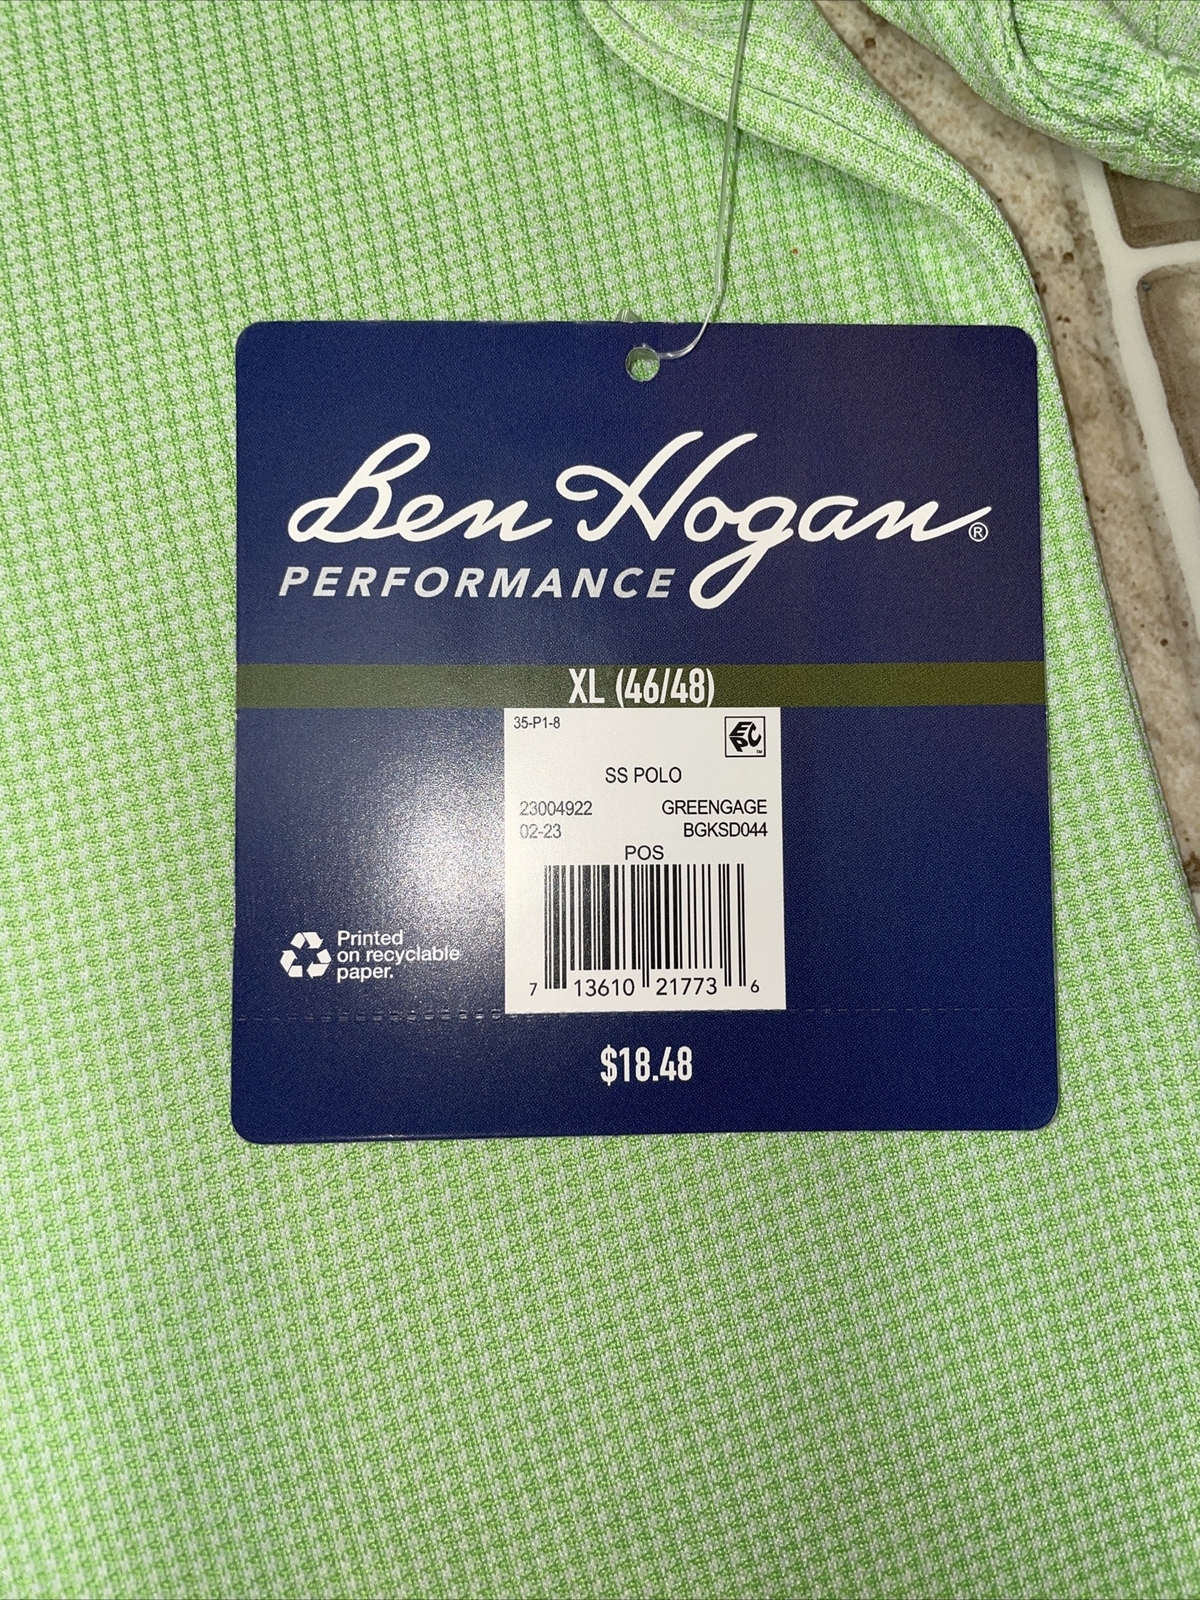 Ben Hogan®
PERFORMANCE
XL (46/48)
35-P1-8
EPC™
SS POLO
23004922 GREENGAGE
02-23 BGKSD044
POS
7 13610 21773 6
Printed
on recyclable
paper.
$18.48